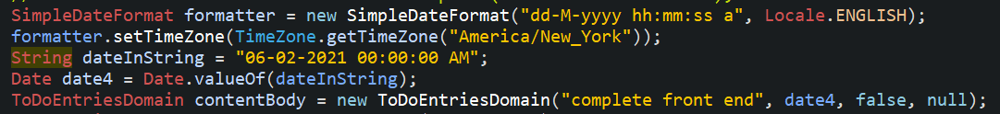 SimpleDateFormat formatter = new SimpleDateFormat("dd-M-yyyy hh:mm:ss a", Locale.ENGLISH);
formatter.setTimeZone(TimeZone.getTimeZone("America/New_York"));
String dateInString = "06-02-2021 00:00:00 AM";
Date date4 = Date.valueOf(dateInString);
ToDoEntriesDomain contentBody = new ToDoEntriesDomain("complete front end", date4, false, null);